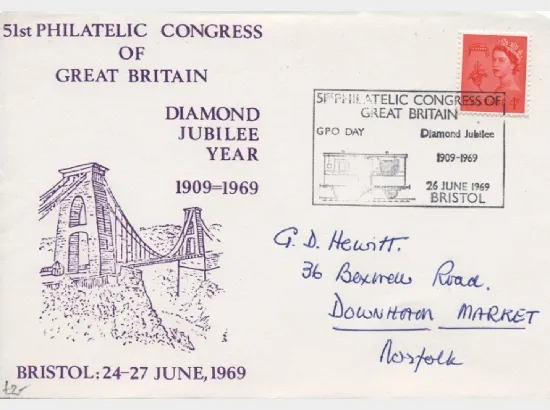 51st PHILATELIC CONGRESS
OF
GREAT BRITAIN
DIAMOND
JUBILEE
YEAR
1909=1969
BRISTOL: 24-27 JUNE, 1969
£2-
51ST PHILATELIC CONGRESS OF
GREAT BRITAIN
GPO DAY Diamond Jubilee
1909-1969
26 JUNE 1969
BRISTOL
G. D. Hewitt.
36 Bexwell Road.
DOWNHAM MARKET
Norfolk